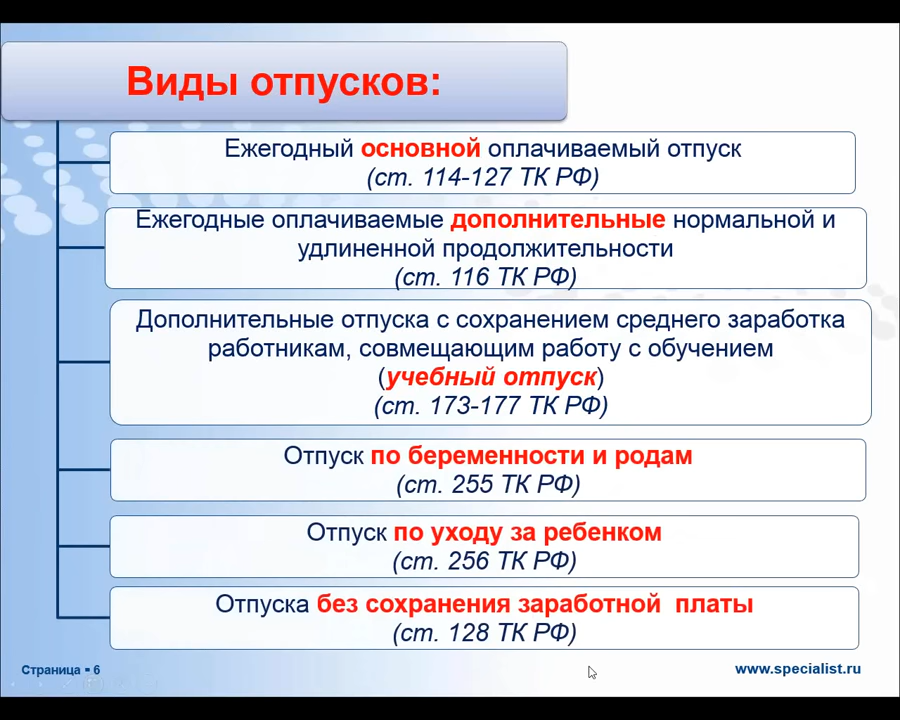 Виды отпусков:
Ежегодный основной оплачиваемый отпуск
(ст. 114-127 ТК РФ)
Ежегодные оплачиваемые дополнительные нормальной и
удлиненной продолжительности
(ст. 116 ТК РФ)
Дополнительные отпуска с сохранением среднего заработка
работникам, совмещающим работу с обучением
(учебный отпуск)
(ст. 173-177 ТК РФ)
Отпуск по беременности и родам
(ст. 255 ТК РФ)
Отпуск по уходу за ребенком
(ст. 256 ТК РФ)
Отпуска без сохранения заработной платы
(ст. 128 ТК РФ)
Страница ▪ 6
www.specialist.ru